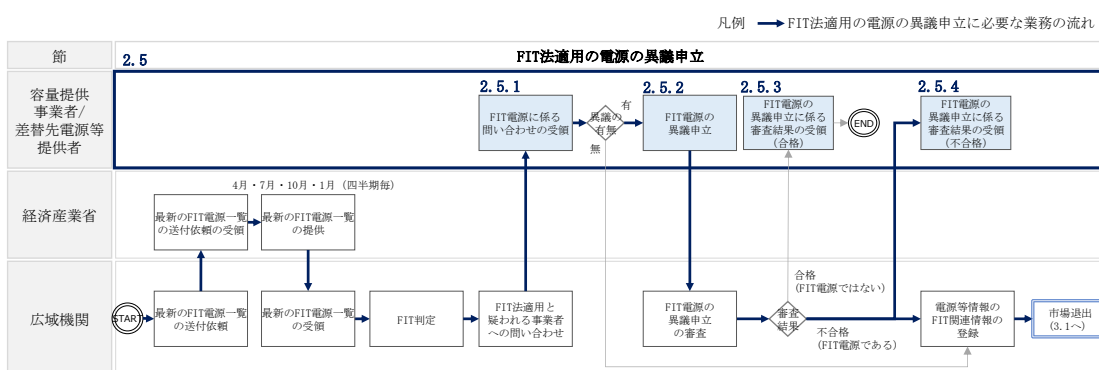 凡例 FIT法適用の電源の異議申立に必要な業務の流れ
節
2.5
FIT法適用の電源の異議申立
容量提供
事業者/
差替先電源等
提供者
2.5.1
FIT電源に係る
問い合わせの受領
異議の
有無
有
無
2.5.2
FIT電源の
異議申立
2.5.3
FIT電源の
異議申立に係る
審査結果の受領
(合格)
END
2.5.4
FIT電源の
異議申立に係る
審査結果の受領
(不合格)
経済産業省
4月・7月・10月・1月（四半期毎）
最新のFIT電源一覧
の送付依頼の受領
最新のFIT電源一覧
の提供
広域機関
START
最新のFIT電源一覧
の送付依頼
最新のFIT電源一覧
の受領
FIT判定
FIT法適用と
疑われる事業者
への問い合わせ
FIT電源の
異議申立
の審査
審査
結果
合格
(FIT電源ではない)
不合格
(FIT電源である)
電源等情報の
FIT関連情報の
登録
市場退出
(3.1へ)